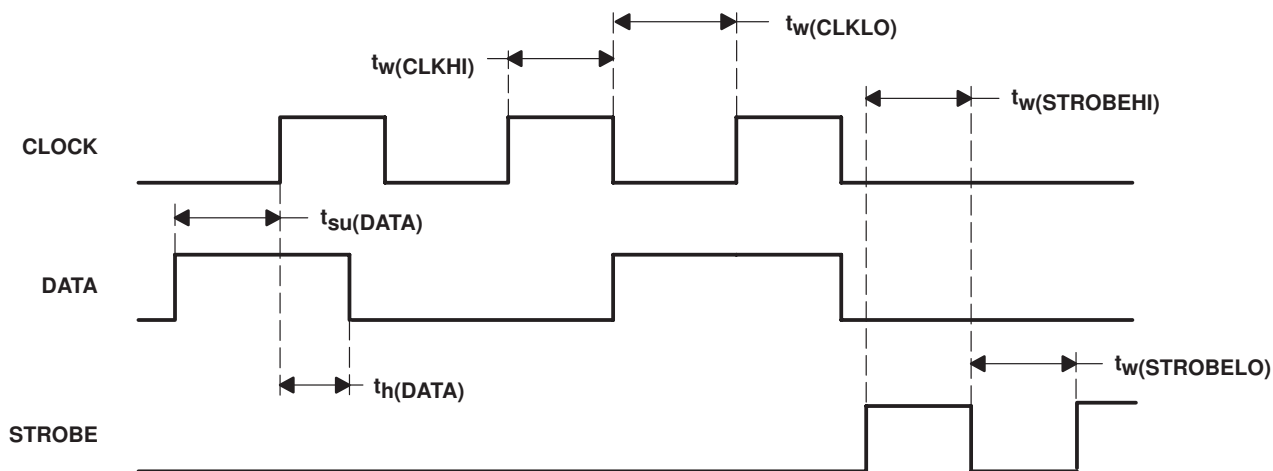 tw(CLKLO)
tw(CLKHI)
tw(STROBEHI)
CLOCK
tsu(DATA)
DATA
tw(STROBELO)
th(DATA)
STROBE